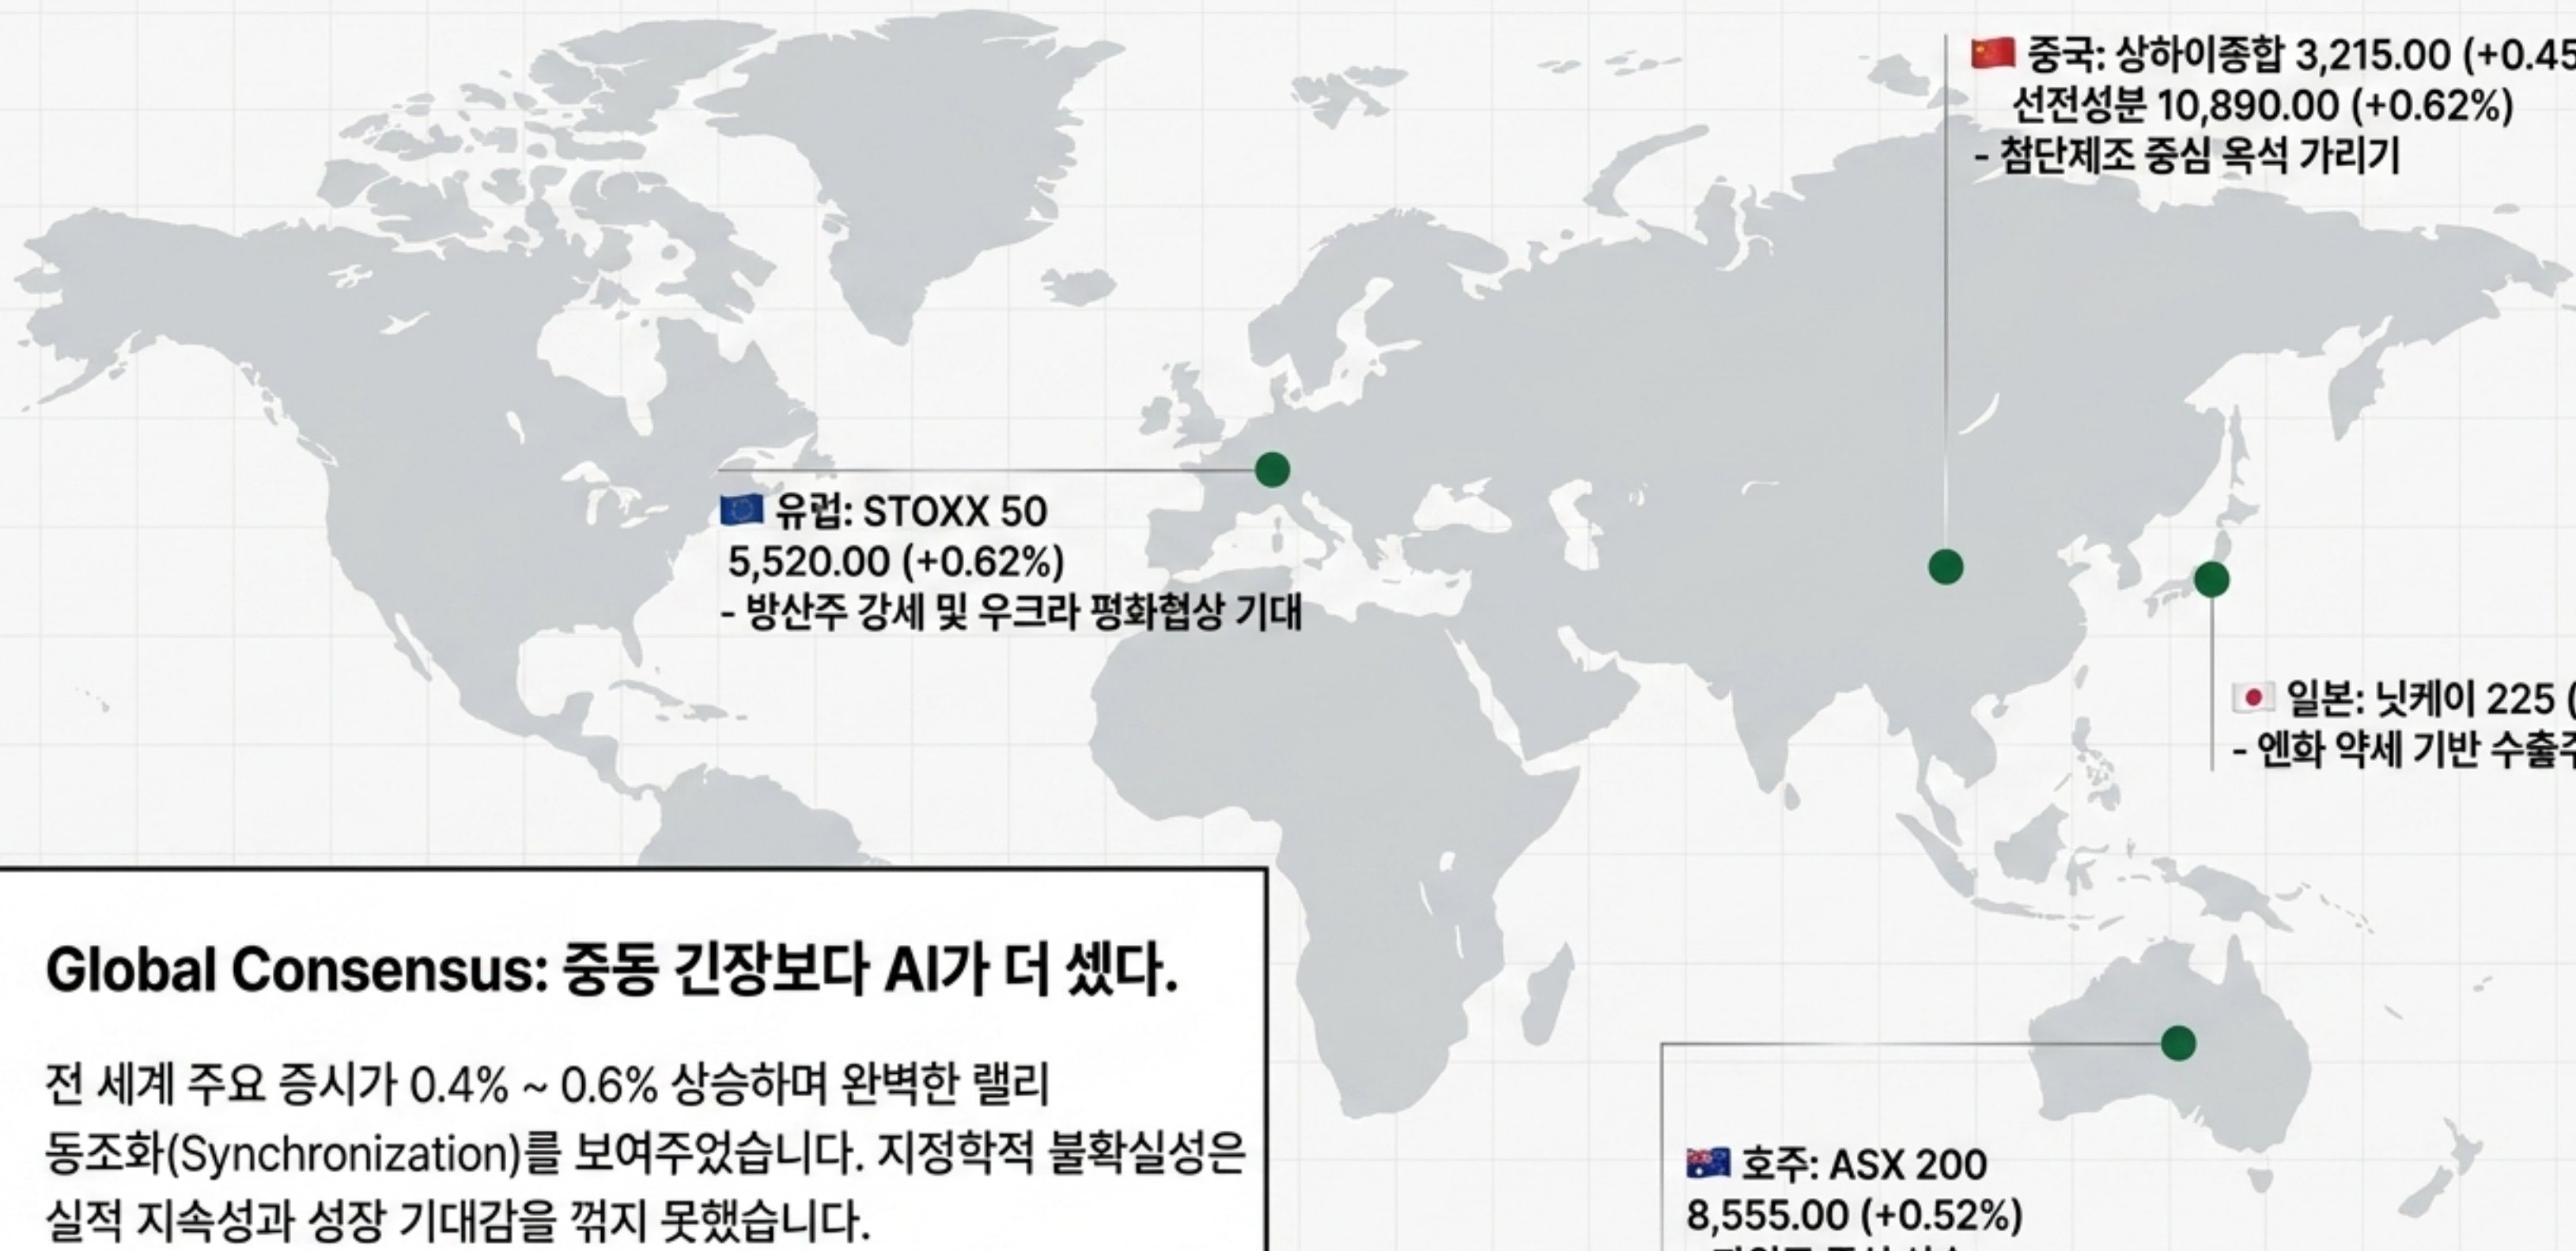 중국: 상하이종합 3,215.00 (+0.45
선전성분 10,890.00 (+0.62%)
- 첨단제조 중심 옥석 가리기
유럽: STOXX 50
5,520.00 (+0.62%)
- 방산주 강세 및 우크라 평화협상 기대
일본: 닛케이 225 (
- 엔화 약세 기반 수출주
Global Consensus: 중동 긴장보다 AI가 더 셌다.
전 세계 주요 증시가 0.4% ~ 0.6% 상승하며 완벽한 랠리
동조화(Synchronization)를 보여주었습니다. 지정학적 불확실성은
실적 지속성과 성장 기대감을 꺾지 못했습니다.
호주: ASX 200
8,555.00 (+0.52%)